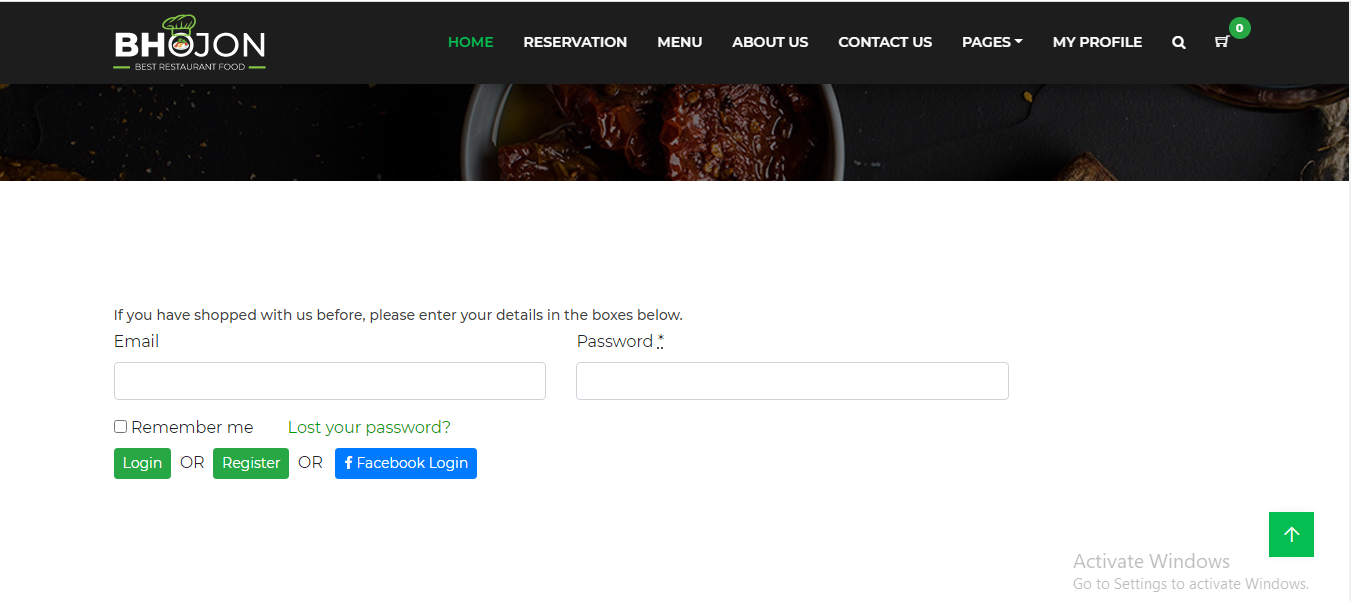 BHOJON
BEST RESTAURANT FOOD
HOME RESERVATION MENU ABOUT US CONTACT US PAGES MY PROFILE 0
If you have shopped with us before, please enter your details in the boxes below.
Email Password *
Remember me Lost your password?
Login OR Register OR f Facebook Login
Activate Windows
Go to Settings to activate Windows.